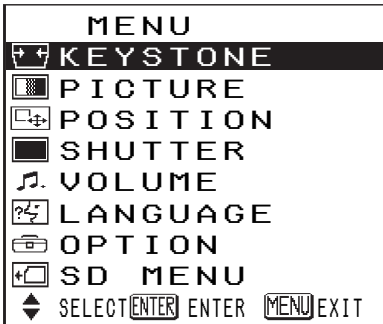 MENU
KEYSTONE
PICTURE
POSITION
SHUTTER
VOLUME
LANGUAGE
OPTION
SD MENU
SELECT ENTER ENTER MENU EXIT